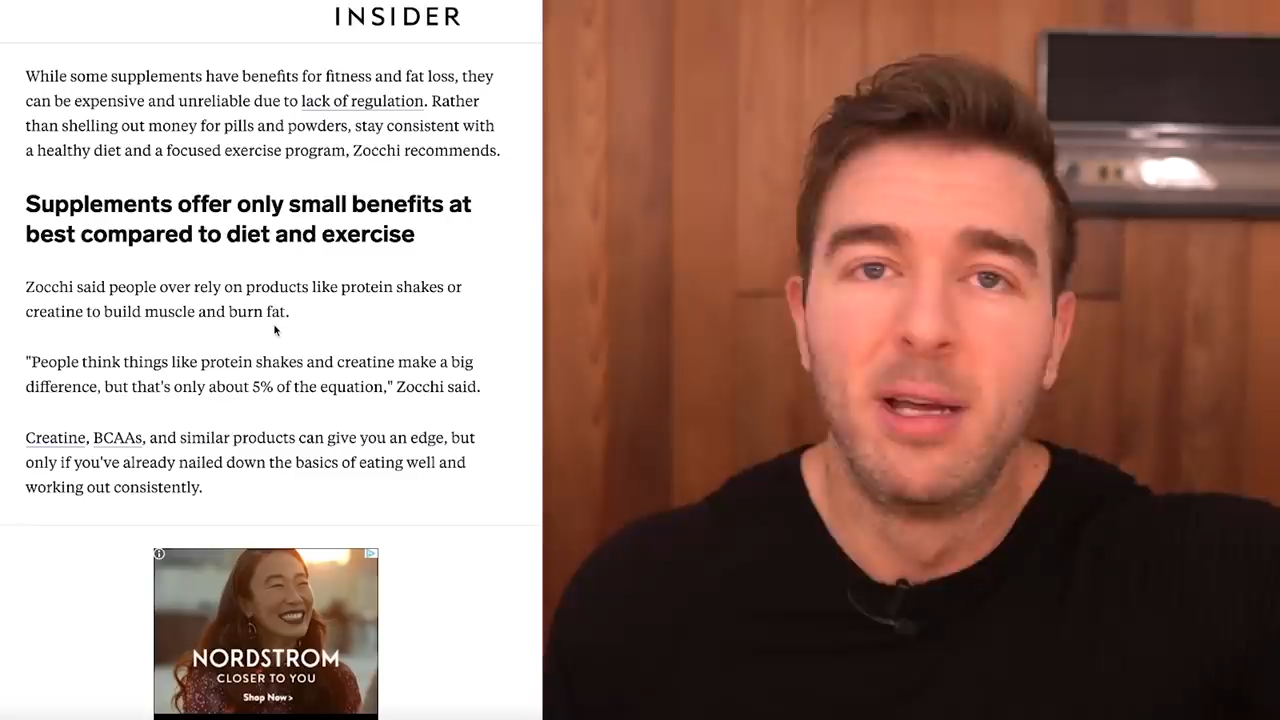 INSIDER
While some supplements have benefits for fitness and fat loss, they
can be expensive and unreliable due to lack of regulation. Rather
than shelling out money for pills and powders, stay consistent with
a healthy diet and a focused exercise program, Zocchi recommends.
Supplements offer only small benefits at
best compared to diet and exercise
Zocchi said people over rely on products like protein shakes or
creatine to build muscle and burn fat.
"People think things like protein shakes and creatine make a big
difference, but that's only about 5% of the equation," Zocchi said.
Creatine, BCAAs, and similar products can give you an edge, but
only if you've already nailed down the basics of eating well and
working out consistently.
NORDSTROM
CLOSER TO YOU
Shop Now >